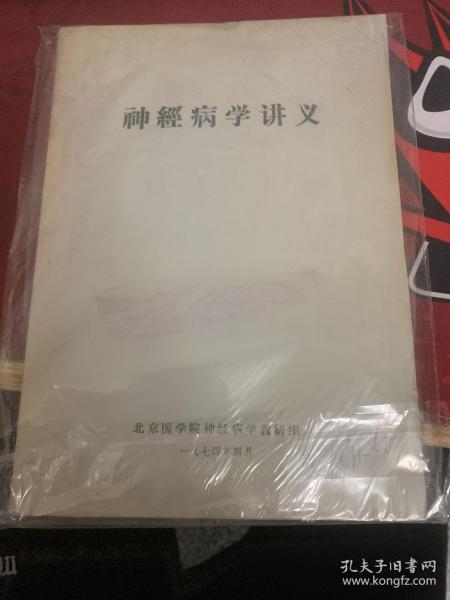 神經病学讲义
北京医学院神经病学教研组
一九七四年四月
孔夫子旧书网
www.kongfz.com